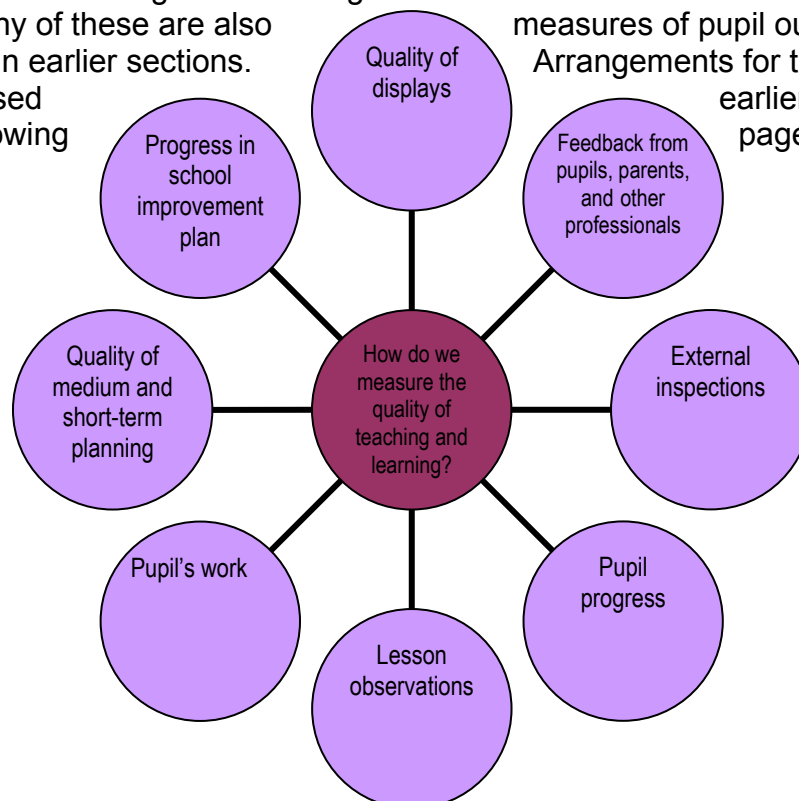 ny of these are also
n earlier sections.
sed
owing
measures of pupil ou
Arrangements for t
earlier
page
Quality of
displays
Feedback from
pupils, parents,
and other
professionals
External
inspections
Pupil
progress
Lesson
observations
Pupil’s work
Quality of
medium and
short-term
planning
Progress in
school
improvement
plan
How do we
measure the
quality of
teaching and
learning?